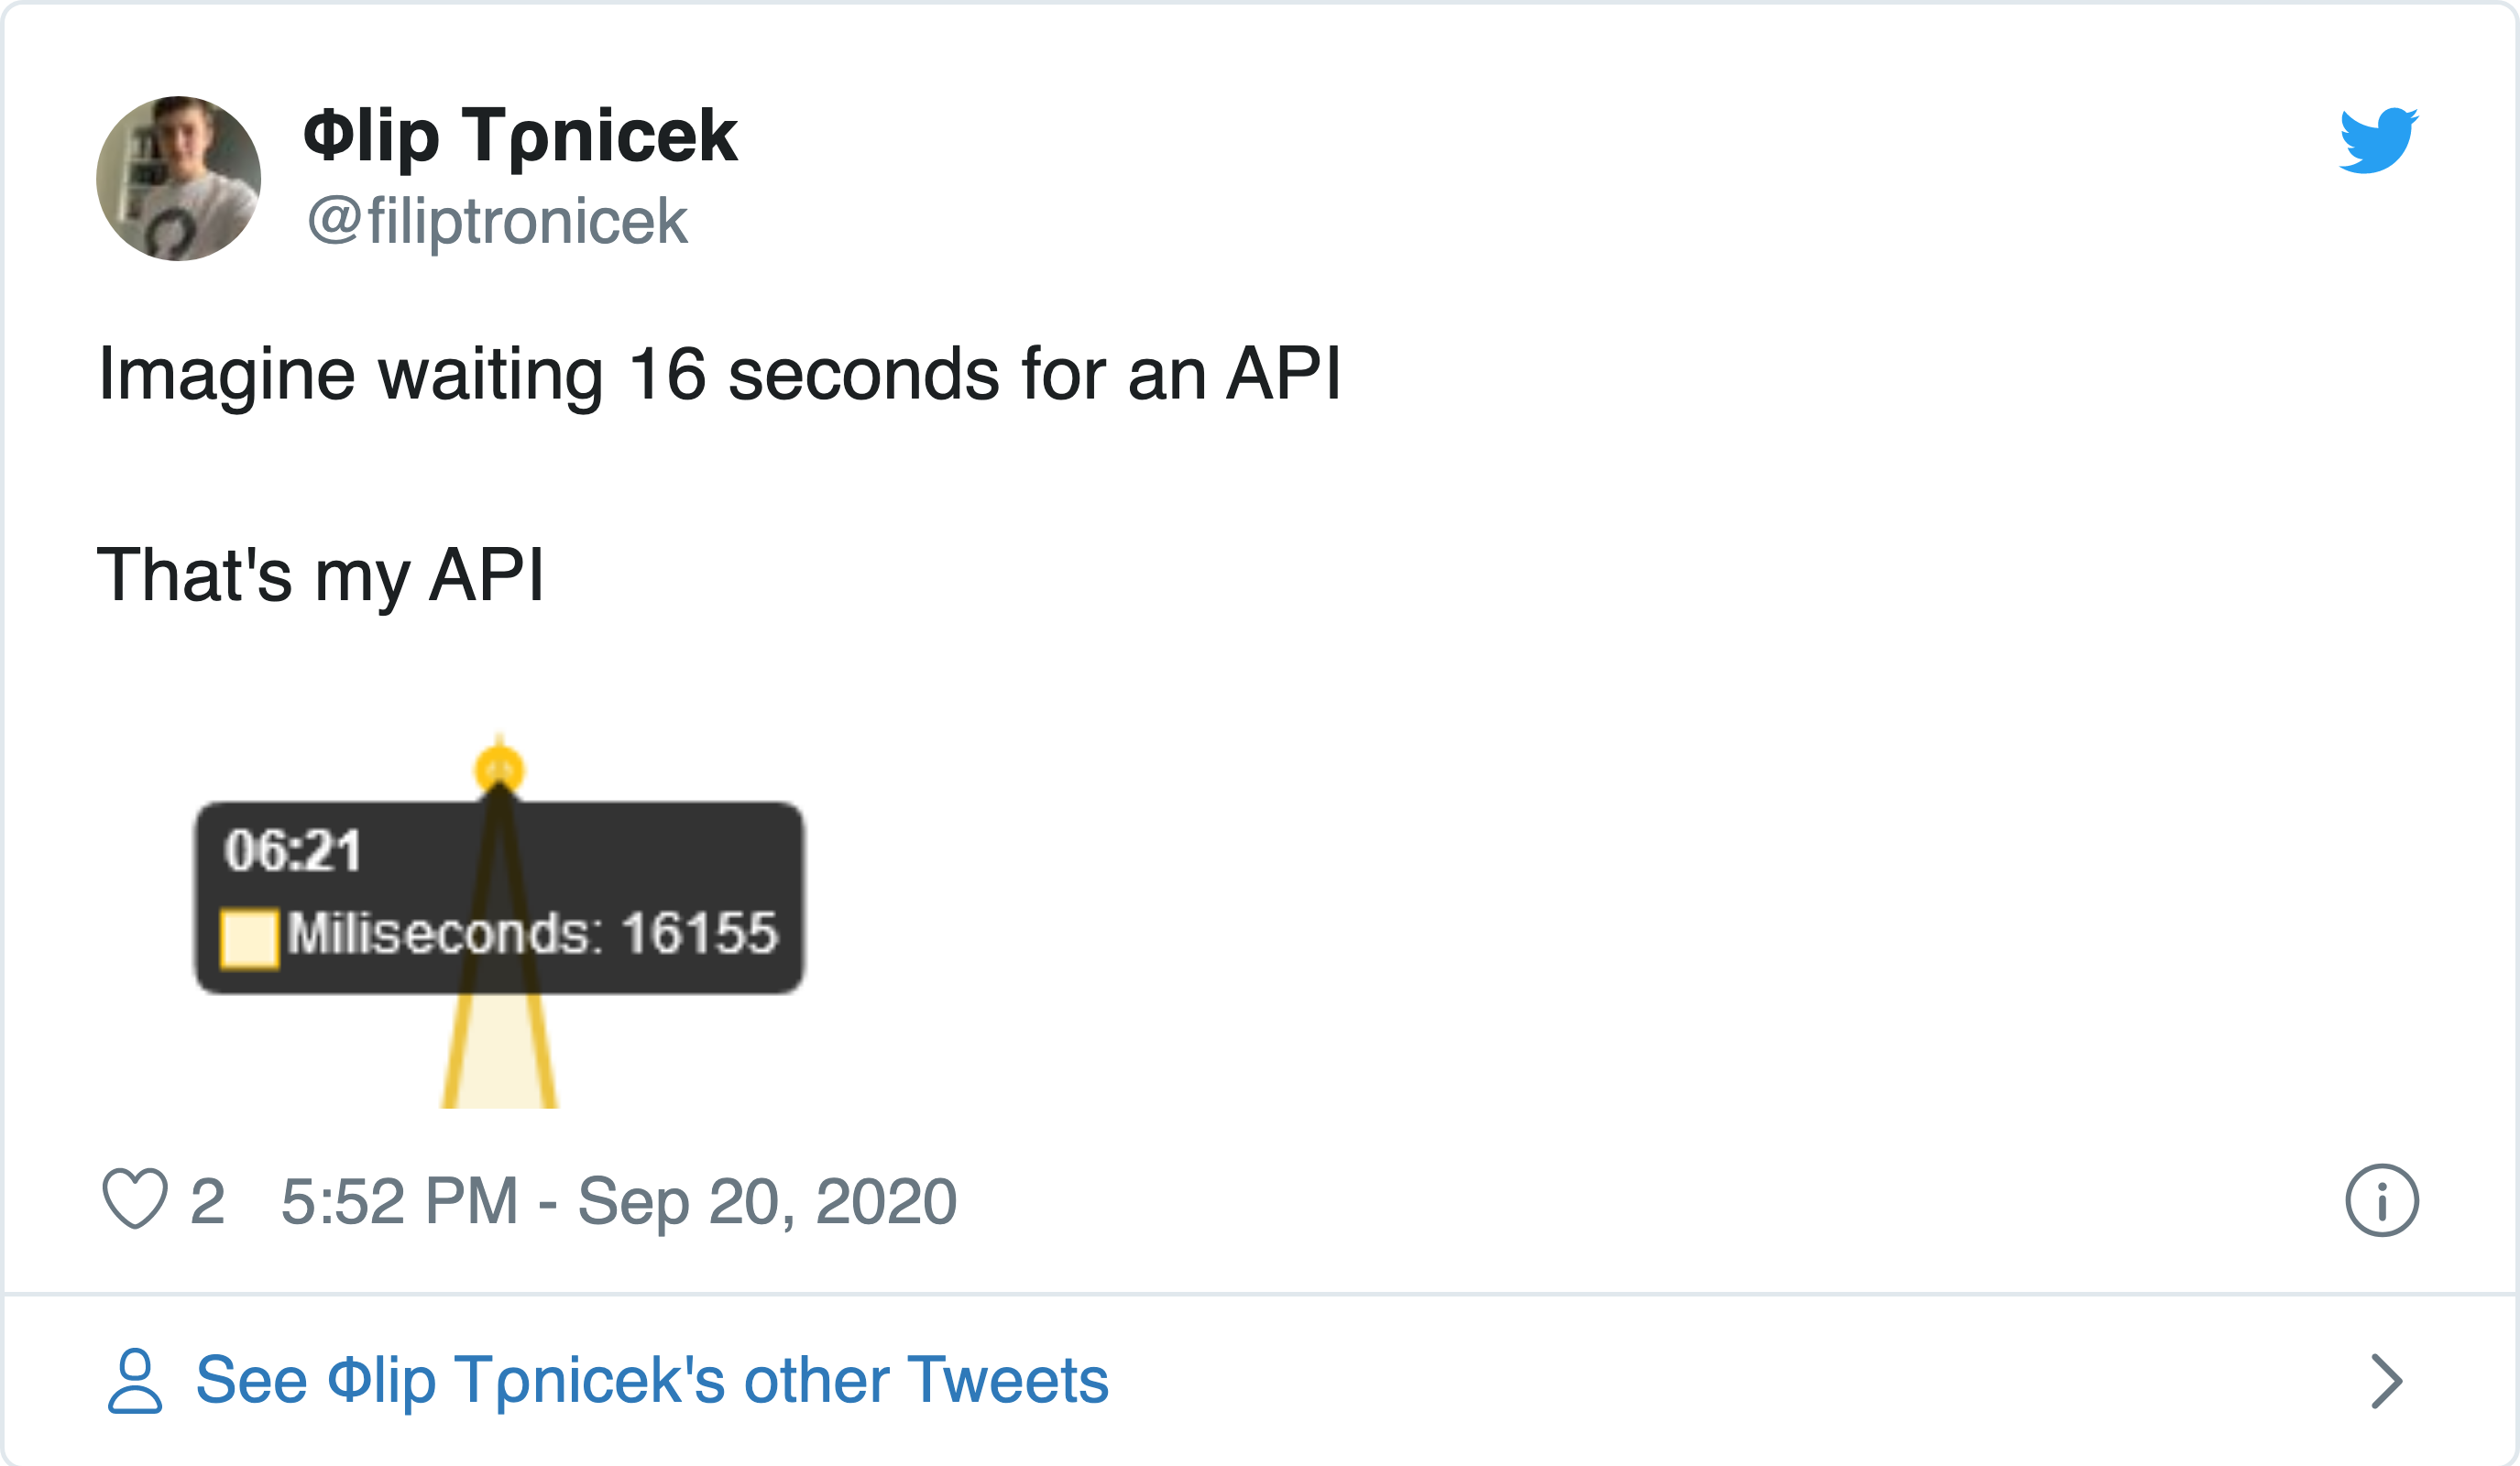 Φlip Tρnicek
@filiptronicek
Imagine waiting 16 seconds for an API
That's my API
06:21
Miliseconds: 16155
2 5:52 PM - Sep 20, 2020
See Φlip Tρnicek's other Tweets